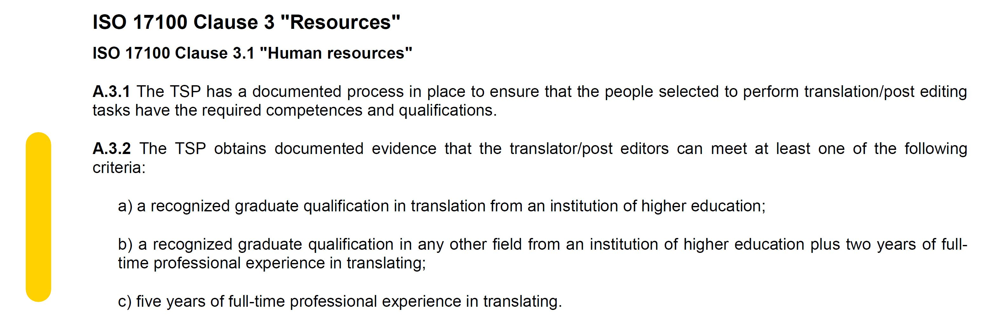 ISO 17100 Clause 3 "Resources"
ISO 17100 Clause 3.1 "Human resources"
A.3.1 The TSP has a documented process in place to ensure that the people selected to perform translation/post editing
tasks have the required competences and qualifications.
A.3.2 The TSP obtains documented evidence that the translator/post editors can meet at least one of the following
criteria:
a) a recognized graduate qualification in translation from an institution of higher education;
b) a recognized graduate qualification in any other field from an institution of higher education plus two years of full-
time professional experience in translating;
c) five years of full-time professional experience in translating.